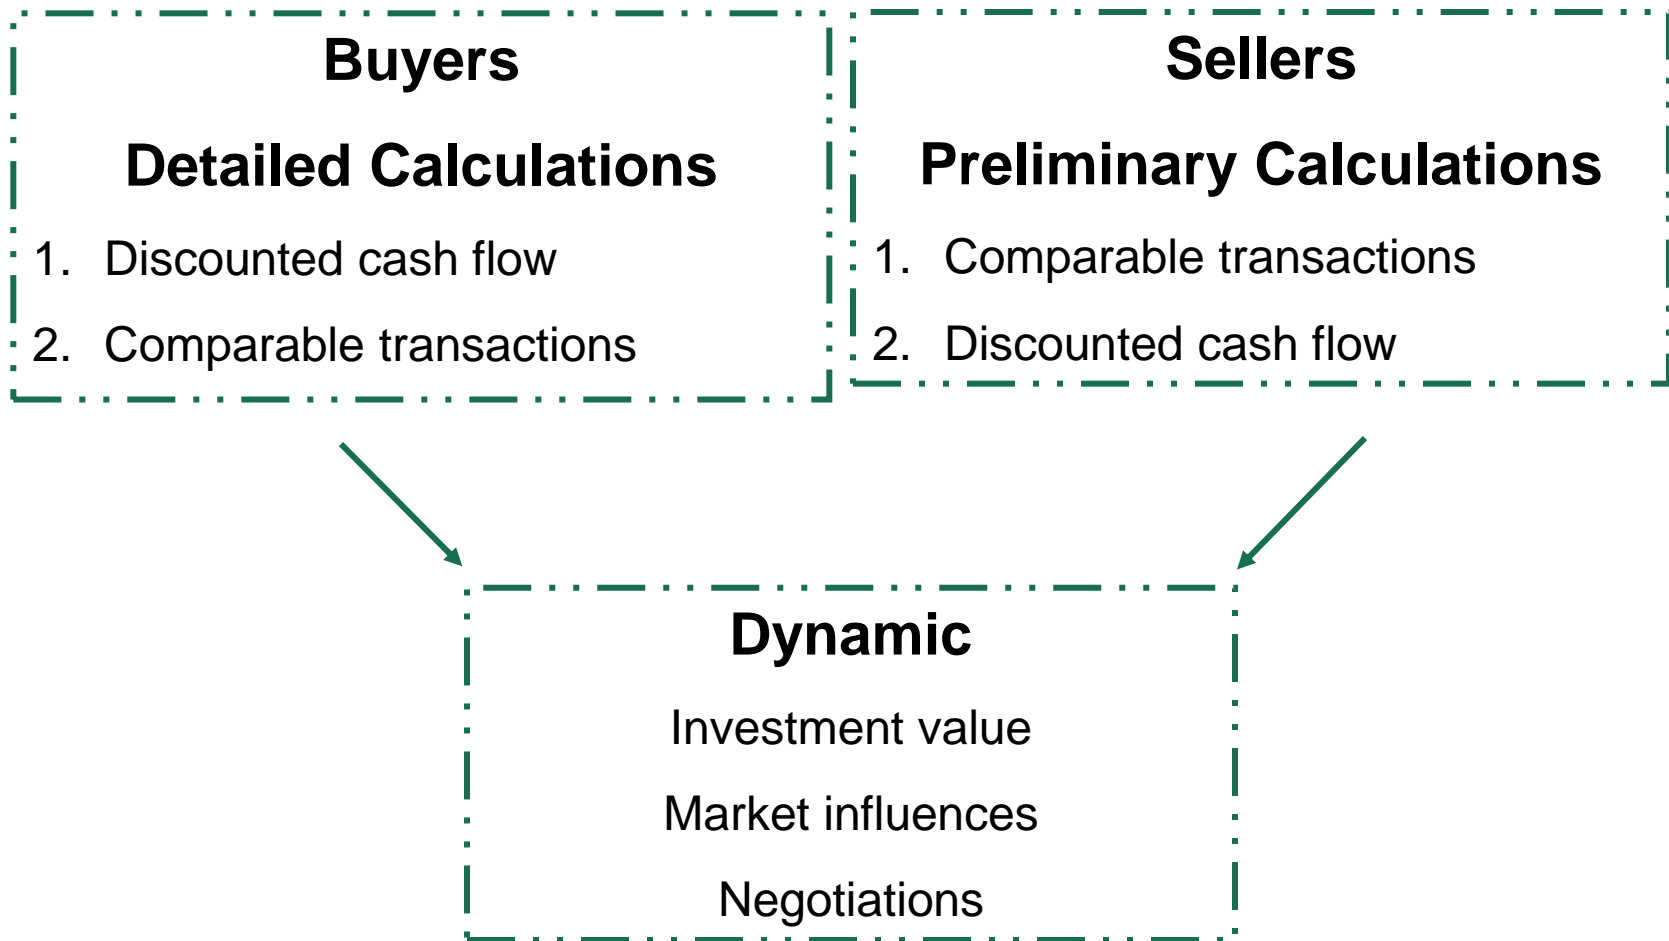 Buyers
Detailed Calculations
1. Discounted cash flow
2. Comparable transactions
Sellers
Preliminary Calculations
1. Comparable transactions
2. Discounted cash flow
Dynamic
Investment value
Market influences
Negotiations